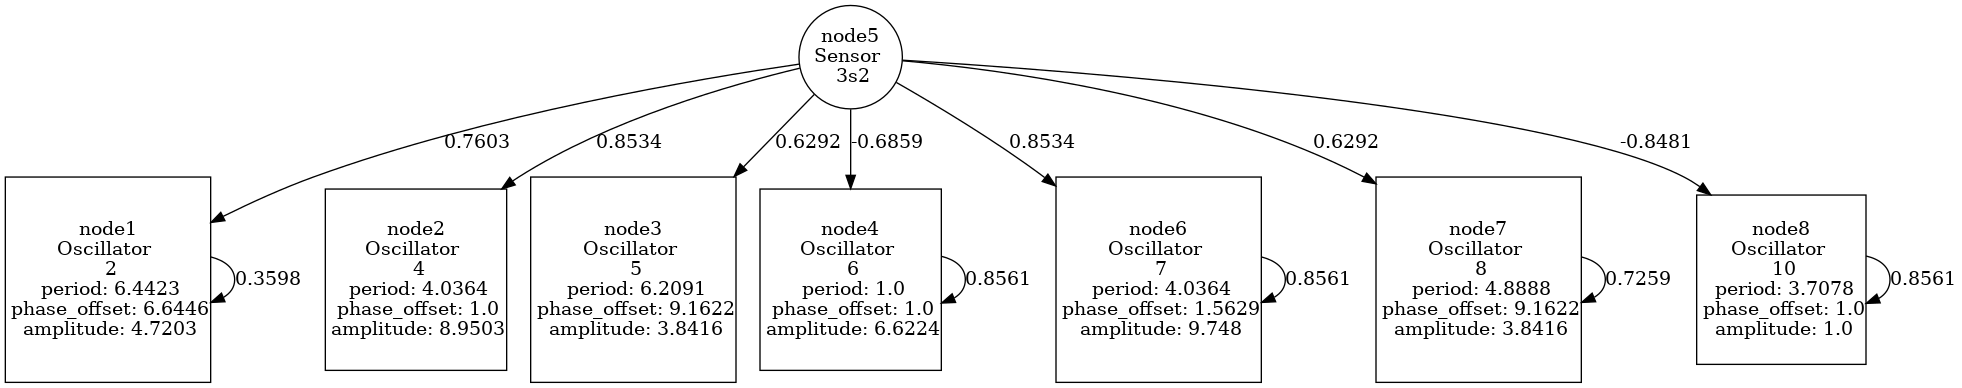 node5
Sensor
3s2
0.7603
0.8534
0.6292
-0.6859
0.8534
0.6292
-0.8481
node1
Oscillator
2
period: 6.4423
phase_offset: 6.6446
amplitude: 4.7203
0.3598
node2
Oscillator
4
period: 4.0364
phase_offset: 1.0
amplitude: 8.9503
node3
Oscillator
5
period: 6.2091
phase_offset: 9.1622
amplitude: 3.8416
node4
Oscillator
6
period: 1.0
phase_offset: 1.0
amplitude: 6.6224
0.8561
node6
Oscillator
7
period: 4.0364
phase_offset: 1.5629
amplitude: 9.748
0.8561
node7
Oscillator
8
period: 4.8888
phase_offset: 9.1622
amplitude: 3.8416
0.7259
node8
Oscillator
10
period: 3.7078
phase_offset: 1.0
amplitude: 1.0
0.8561